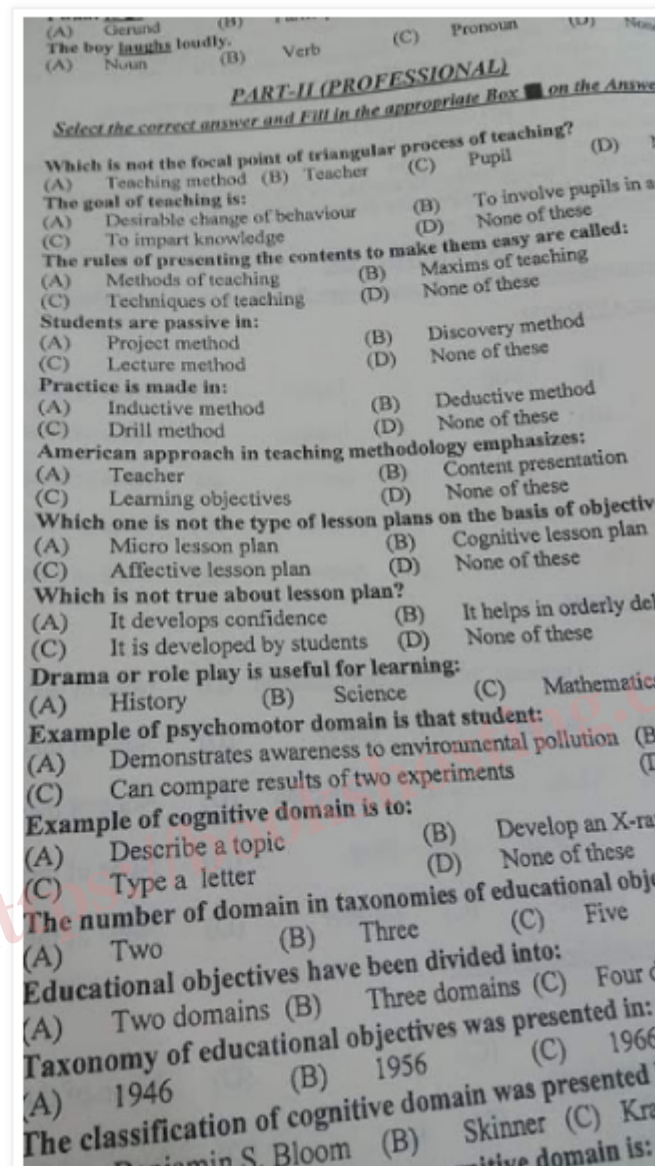 (A) Gerund (B)
The boy laughs loudly.
(A) Noun (B) Verb (C) Pronoun (D)
PART-II (PROFESSIONAL)
Select the correct answer and Fill in the appropriate Box ■ on the Answe
Which is not the focal point of triangular process of teaching?
(A) Teaching method (B) Teacher (C) Pupil (D)
The goal of teaching is:
(A) Desirable change of behaviour (B) To involve pupils in a
(C) To impart knowledge (D) None of these
The rules of presenting the contents to make them easy are called:
(A) Methods of teaching (B) Maxims of teaching
(C) Techniques of teaching (D) None of these
Students are passive in:
(A) Project method (B) Discovery method
(C) Lecture method (D) None of these
Practice is made in:
(A) Inductive method (B) Deductive method
(C) Drill method (D) None of these
American approach in teaching methodology emphasizes:
(A) Teacher (B) Content presentation
(C) Learning objectives (D) None of these
Which one is not the type of lesson plans on the basis of objectiv
(A) Micro lesson plan (B) Cognitive lesson plan
(C) Affective lesson plan (D) None of these
Which is not true about lesson plan?
(A) It develops confidence (B) It helps in orderly del
(C) It is developed by students (D) None of these
Drama or role play is useful for learning:
(A) History (B) Science (C) Mathematic
Example of psychomotor domain is that student:
(A) Demonstrates awareness to environmental pollution (B
(C) Can compare results of two experiments
Example of cognitive domain is to:
(A) Describe a topic (B) Develop an X-ra
(C) Type a letter (D) None of these
The number of domain in taxonomies of educational obje
(A) Two (B) Three (C) Five
Educational objectives have been divided into:
(A) Two domains (B) Three domains (C) Four
Taxonomy of educational objectives was presented in:
(A) 1946 (B) 1956 (C) 1966
The classification of cognitive domain was presented
S. Bloom (B) Skinner (C) Kra
domain is: